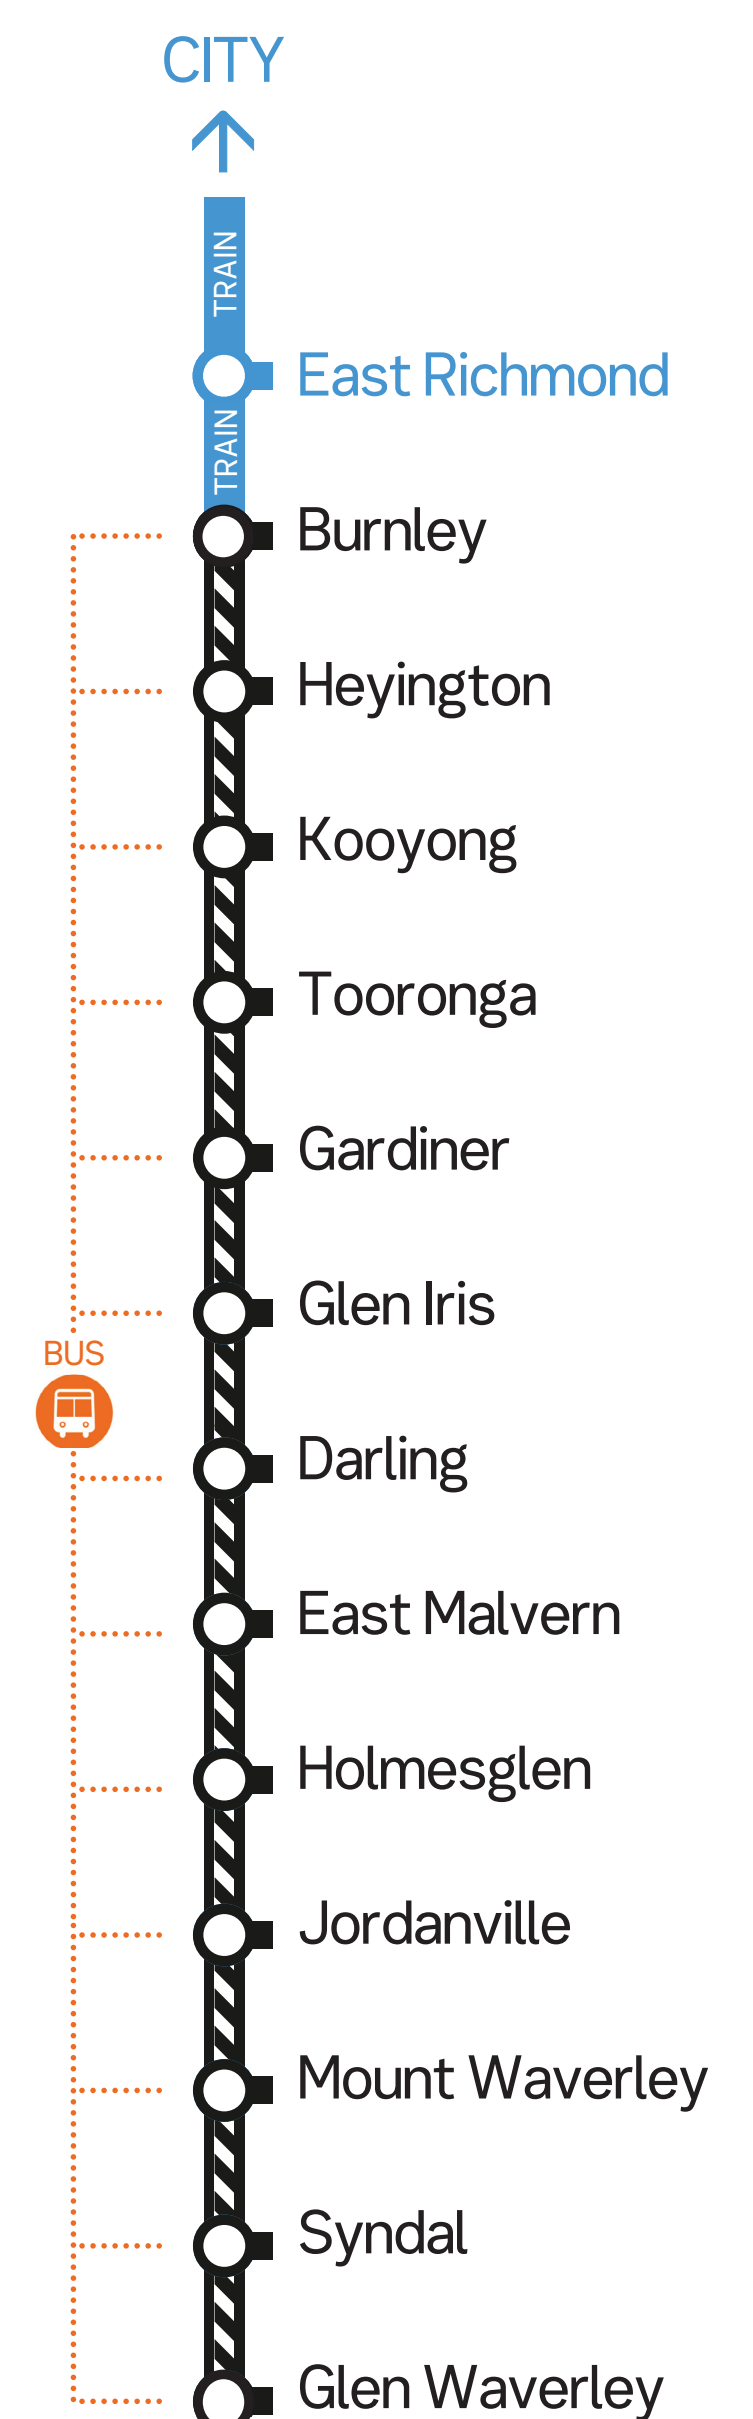 CITY
TRAIN
East Richmond
TRAIN
Burnley
Heyington
Kooyong
Tooronga
Gardiner
Glen Iris
BUS
Darling
East Malvern
Holmesglen
Jordanville
Mount Waverley
Syndal
Glen Waverley